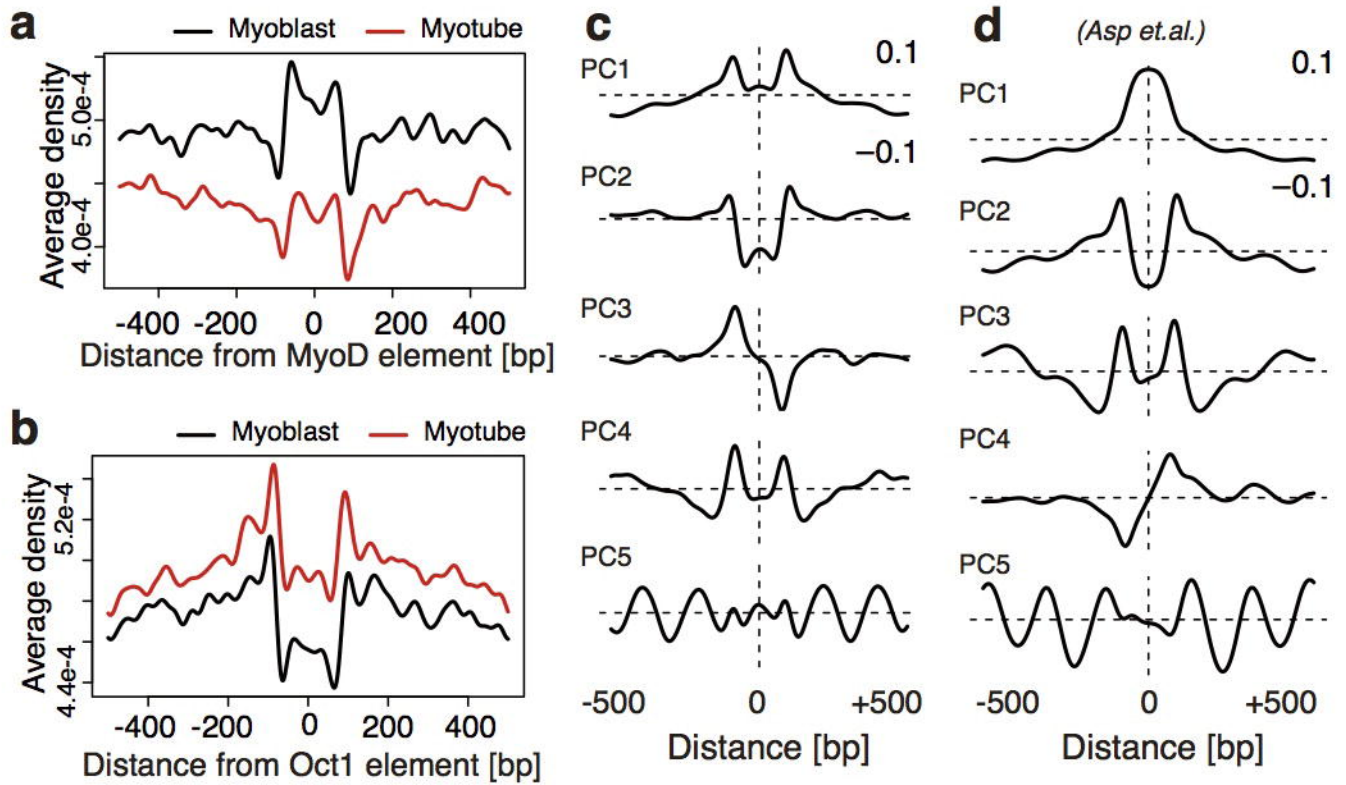 a
Myoblast Myotube
Average density
5.0e-4
4.0e-4
-400 -200 0 200 400
Distance from MyoD element [bp]
b
Myoblast Myotube
Average density
5.2e-4
4.4e-4
-400 -200 0 200 400
Distance from Oct1 element [bp]
c
PC1
0.1
−0.1
PC2
PC3
PC4
PC5
-500 0 +500
Distance [bp]
d
(Asp et.al.)
PC1
0.1
−0.1
PC2
PC3
PC4
PC5
-500 0 +500
Distance [bp]